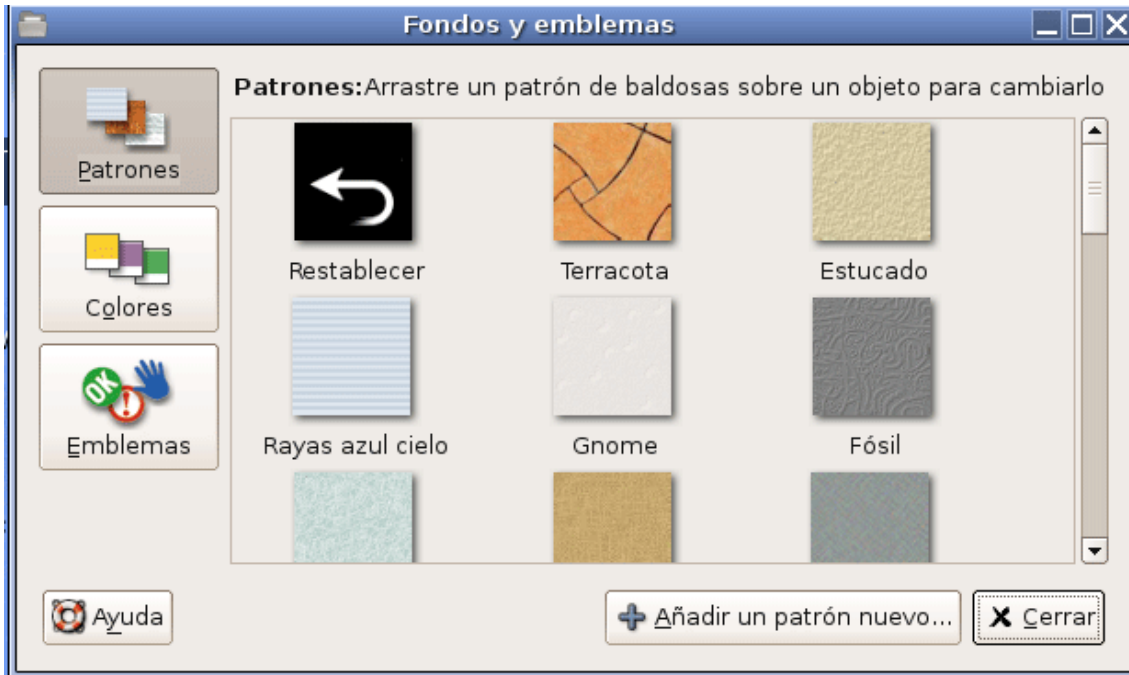 Fondos y emblemas
Patrones:Arrastre un patrón de baldosas sobre un objeto para cambiarlo
Patrones
Colores
OK
!
Emblemas
Restablecer
Terracota
Estucado
Rayas azul cielo
Gnome
Fósil
Ayuda
Añadir un patrón nuevo...
Cerrar